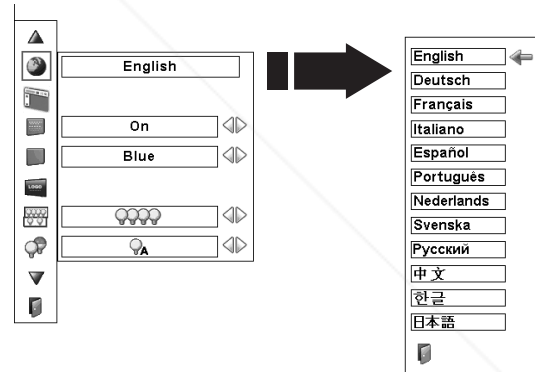 English
On
Blue
LOGO
A
English
Deutsch
Français
Italiano
Español
Português
Nederlands
Svenska
Русский
中文
한글
日本語